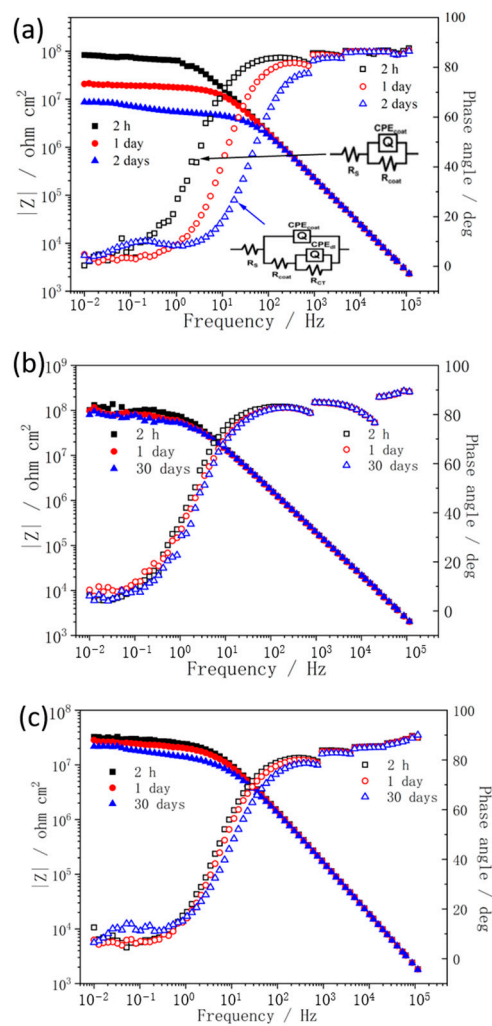 (a)
10⁸
10⁷
10⁶
10⁵
10⁴
10³
|Z| / ohm cm²
2 h
1 day
2 days
2 h
1 day
2 days
CPEcoat
Q
RS
Rcoat
CPEcoat
Q
CPEdl
Q
RS
Rcoat
RCT
100
80
60
40
20
0
Phase angle / deg
10⁻² 10⁻¹ 10⁰ 10¹ 10² 10³ 10⁴ 10⁵
Frequency / Hz
(b)
10⁹
10⁸
10⁷
10⁶
10⁵
10⁴
10³
|Z| / ohm cm²
2 h
1 day
30 days
2 h
1 day
30 days
100
80
60
40
20
0
Phase angle / deg
10⁻² 10⁻¹ 10⁰ 10¹ 10² 10³ 10⁴ 10⁵
Frequency / Hz
(c)
10⁸
10⁷
10⁶
10⁵
10⁴
10³
|Z| / ohm cm²
2 h
1 day
30 days
2 h
1 day
30 days
100
80
60
40
20
0
Phase angle / deg
10⁻² 10⁻¹ 10⁰ 10¹ 10² 10³ 10⁴ 10⁵
Frequency / Hz